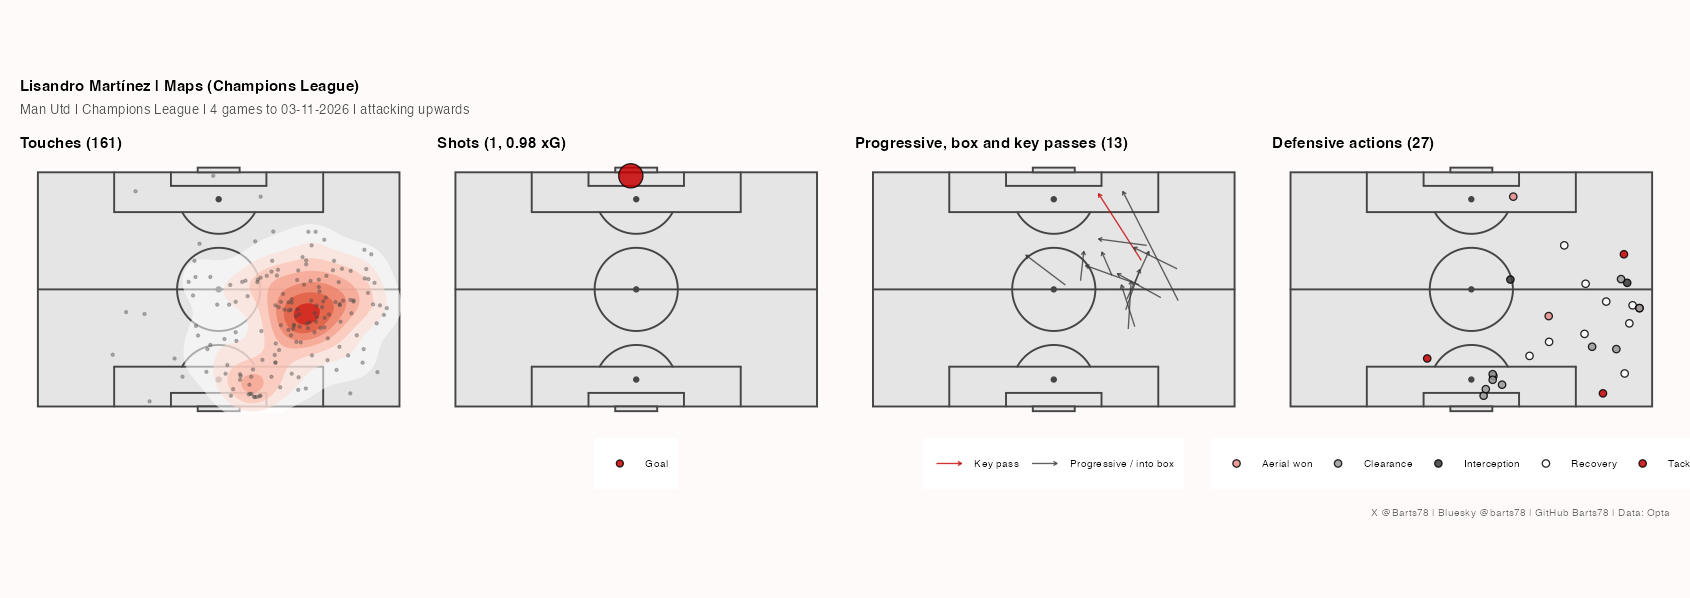 Lisandro Martínez | Maps (Champions League)
Man Utd | Champions League | 4 games to 03-11-2026 | attacking upwards
Touches (161)
Shots (1, 0.98 xG)
Progressive, box and key passes (13)
Defensive actions (27)
Goal
Key pass
Progressive / into box
Aerial won
Clearance
Interception
Recovery
Tack
X @Barts78 | Bluesky @barts78 | GitHub Barts78 | Data: Opta